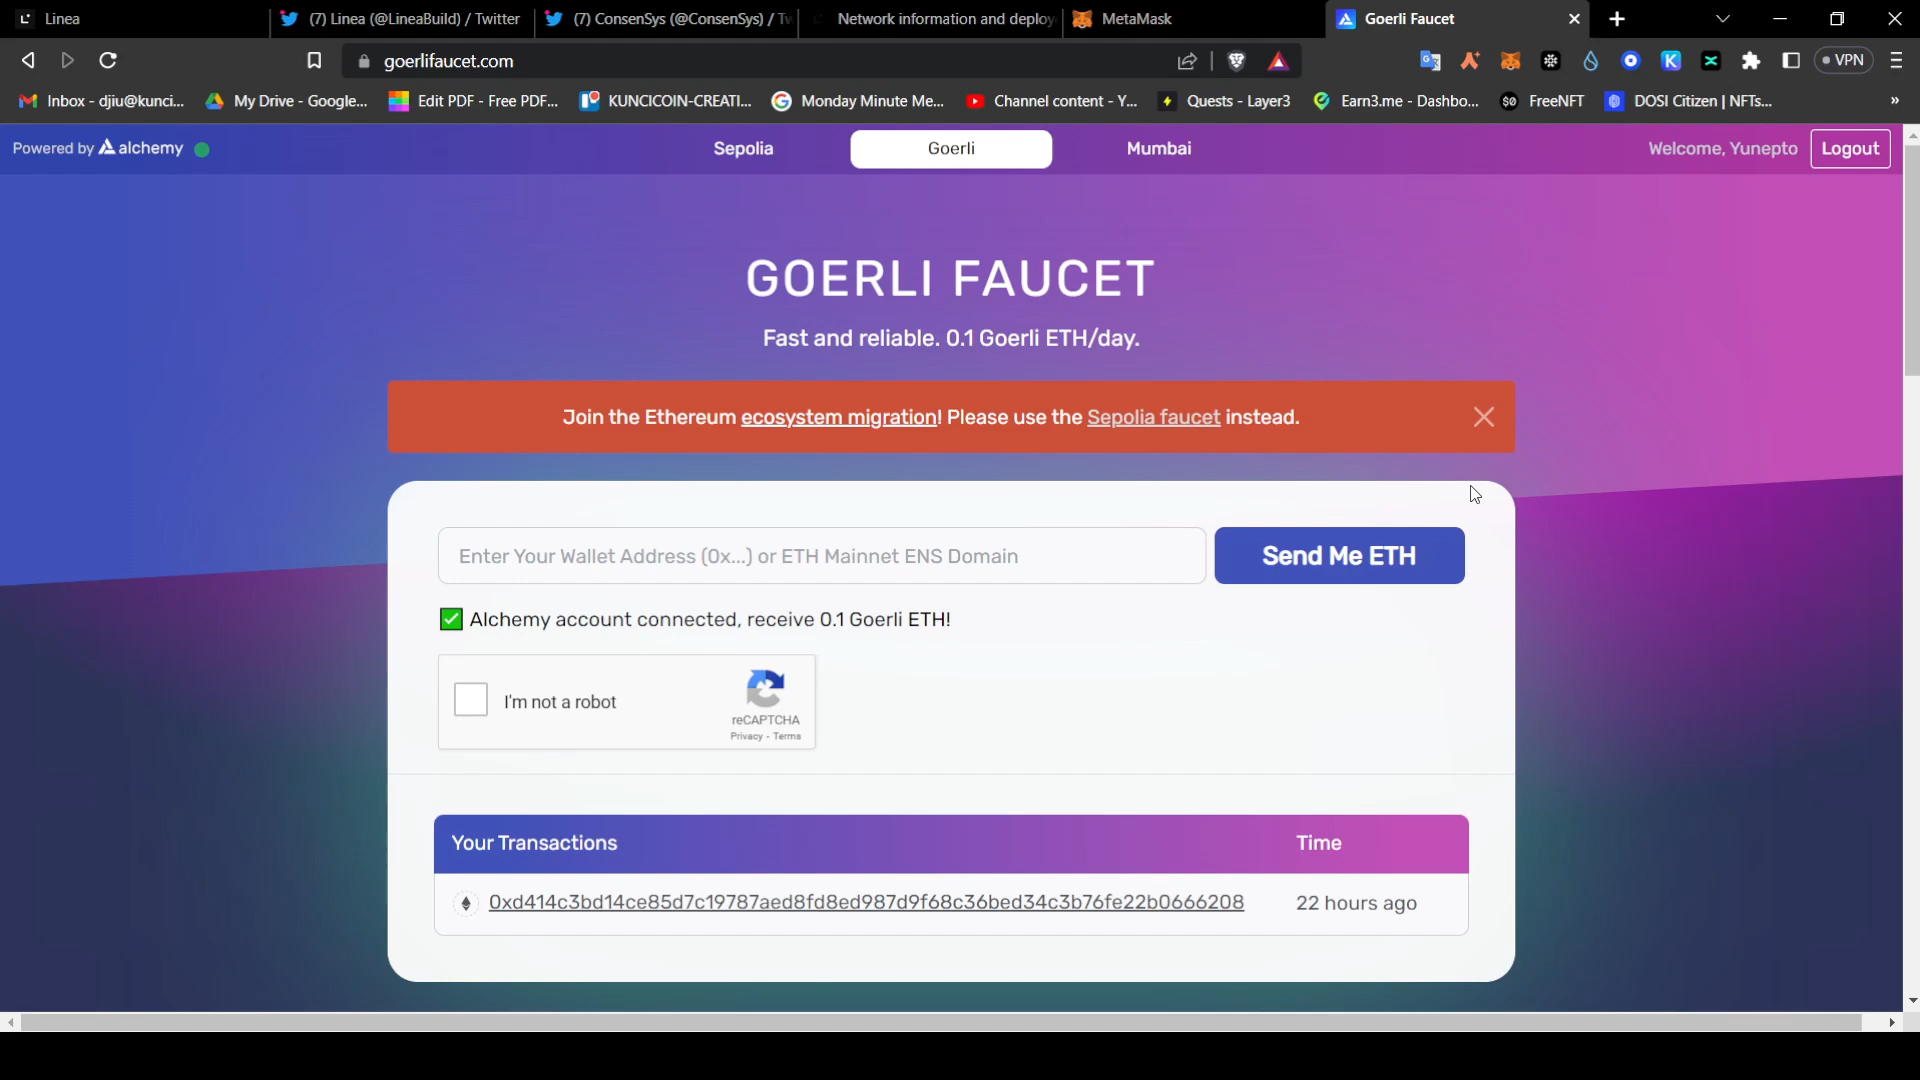 Linea
(7) Linea (@LineaBuild) / Twitter
(7) ConsenSys (@ConsenSys) / Tw
Network information and deploy
MetaMask
Goerli Faucet
goerlifaucet.com
VPN
Inbox - djiu@kunci...
My Drive - Google...
Edit PDF - Free PDF...
KUNCICOIN-CREATI...
Monday Minute Me...
Channel content - Y...
Quests - Layer3
Earn3.me - Dashbo...
FreeNFT
DOSI Citizen | NFTs...
»
Powered by alchemy
Sepolia
Goerli
Mumbai
Welcome, Yunepto
Logout
GOERLI FAUCET
Fast and reliable. 0.1 Goerli ETH/day.
Join the Ethereum ecosystem migration! Please use the Sepolia faucet instead.
Enter Your Wallet Address (0x...) or ETH Mainnet ENS Domain
Send Me ETH
Alchemy account connected, receive 0.1 Goerli ETH!
I'm not a robot
reCAPTCHA
Privacy - Terms
Your Transactions
Time
0xd414c3bd14ce85d7c19787aed8fd8ed987d9f68c36bed34c3b76fe22b0666208
22 hours ago